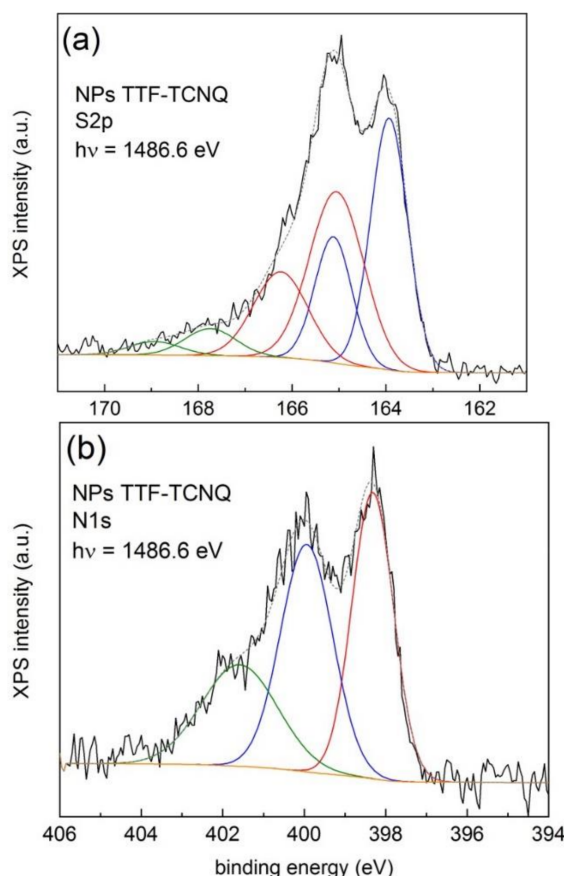 (a)
NPs TTF-TCNQ
S2p
hν = 1486.6 eV
XPS intensity (a.u.)
170 168 166 164 162
(b)
NPs TTF-TCNQ
N1s
hν = 1486.6 eV
XPS intensity (a.u.)
406 404 402 400 398 396 394
binding energy (eV)